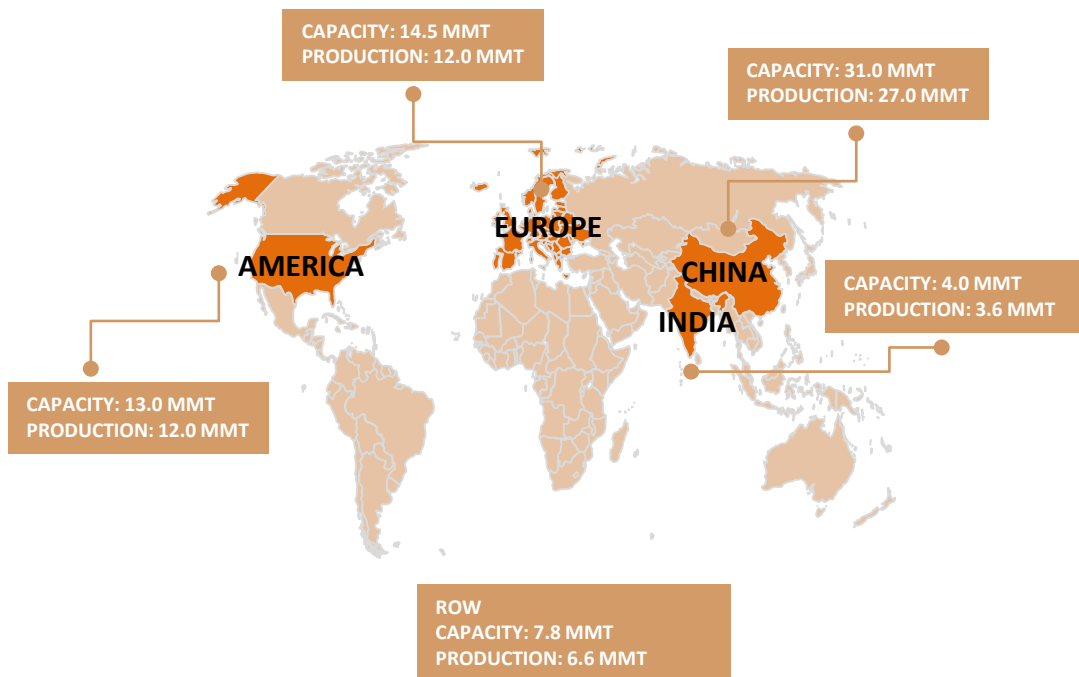 CAPACITY: 14.5 MMT
PRODUCTION: 12.0 MMT
CAPACITY: 31.0 MMT
PRODUCTION: 27.0 MMT
EUROPE
AMERICA
CHINA
CAPACITY: 4.0 MMT
PRODUCTION: 3.6 MMT
INDIA
CAPACITY: 13.0 MMT
PRODUCTION: 12.0 MMT
ROW
CAPACITY: 7.8 MMT
PRODUCTION: 6.6 MMT